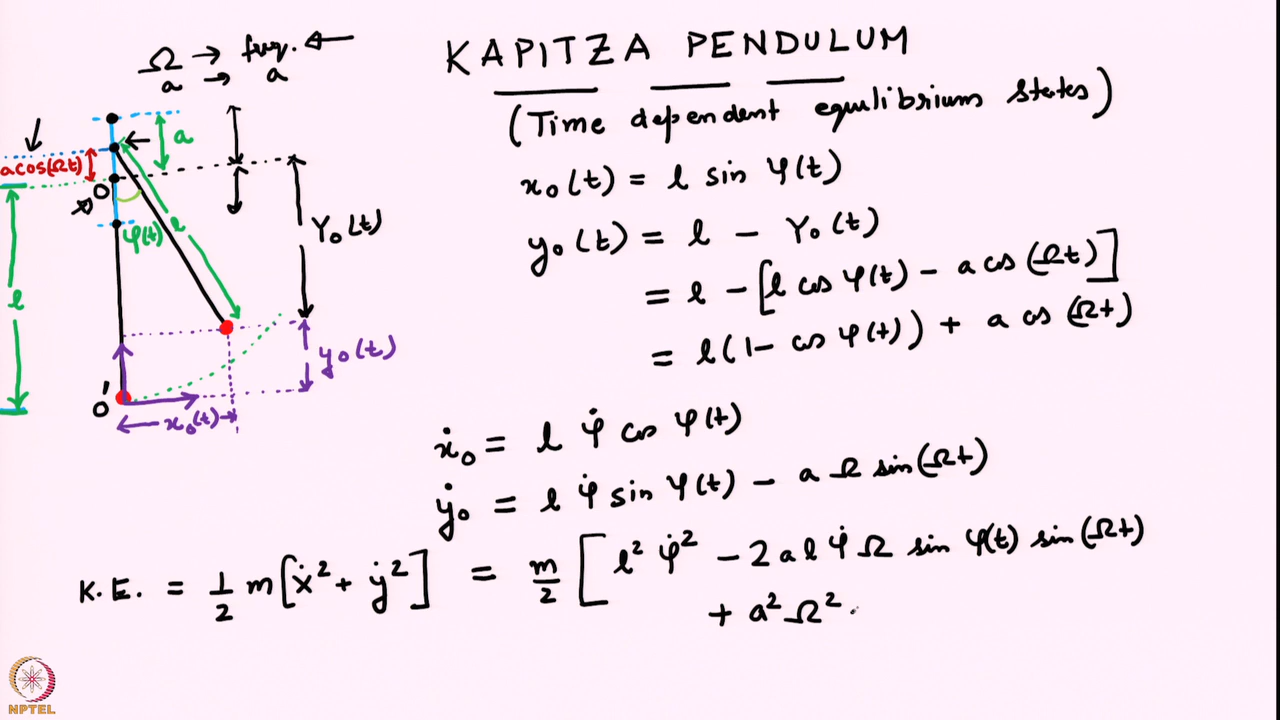 Ω → freq. ←
a → a
KAPITZA PENDULUM
(Time dependent equilibrium states)
a
a cos(Ωt)
O
φ(t)
l
l
Y₀(t)
y₀(t)
O'
x₀(t)
x₀(t) = l sin φ(t)
y₀(t) = l - Y₀(t)
= l - [l cos φ(t) - a cos (Ωt)]
= l(1- cos φ(t)) + a cos (Ωt)
ẋ₀ = l φ̇ cos φ(t)
ẏ₀ = l φ̇ sin φ(t) - a Ω sin(Ωt)
K.E. = 1/2 m[ẋ² + ẏ²] = m/2 [l² φ̇² - 2 a l φ̇ Ω sin φ(t) sin(Ωt)
+ a² Ω²
NPTEL